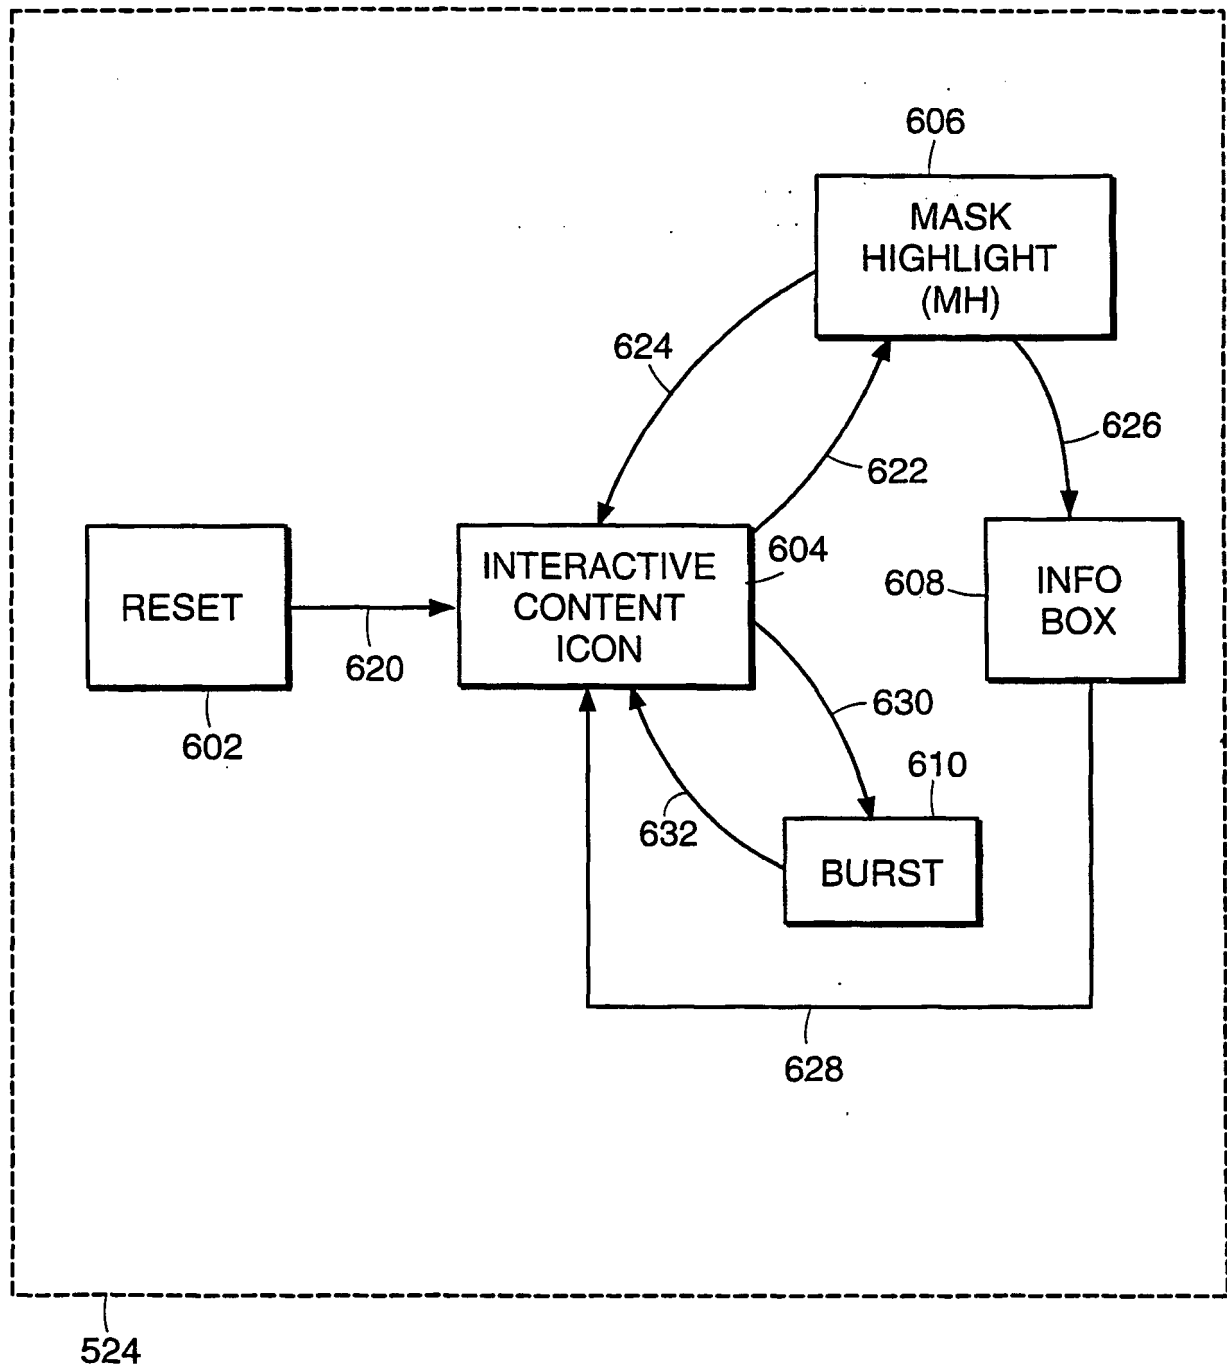 606
MASK
HIGHLIGHT
(MH)
624
622
626
RESET
620
602
INTERACTIVE
CONTENT
ICON
604
608
INFO
BOX
630
610
632
BURST
628
524